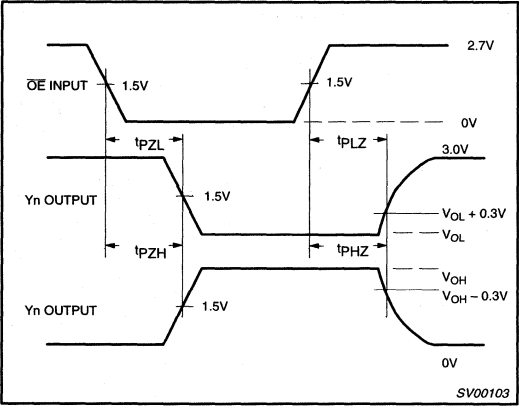 2.7V
OE INPUT
1.5V
1.5V
0V
tPZL
tPLZ
3.0V
Yn OUTPUT
1.5V
VOL + 0.3V
VOL
tPZH
tPHZ
VOH
VOH – 0.3V
Yn OUTPUT
1.5V
0V
SV00103